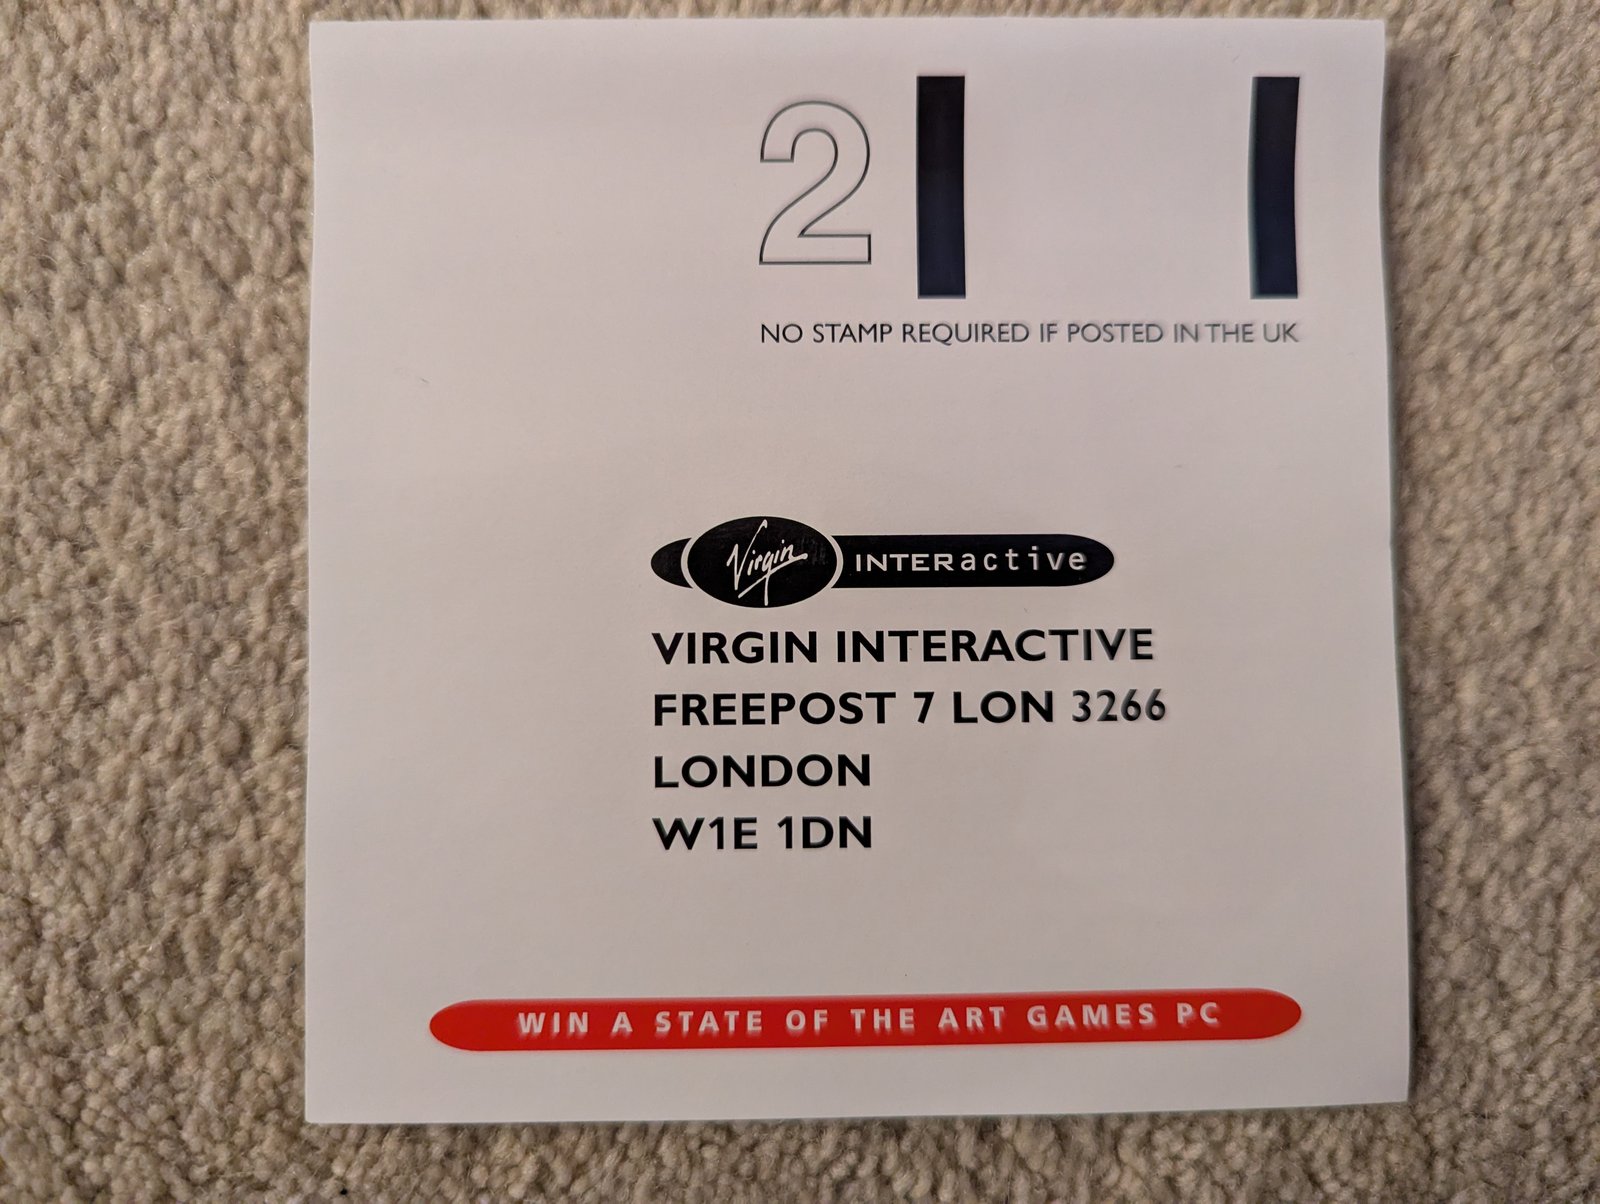 2
NO STAMP REQUIRED IF POSTED IN THE UK
Virgin INTERactive
VIRGIN INTERACTIVE
FREEPOST 7 LON 3266
LONDON
W1E 1DN
WIN A STATE OF THE ART GAMES PC